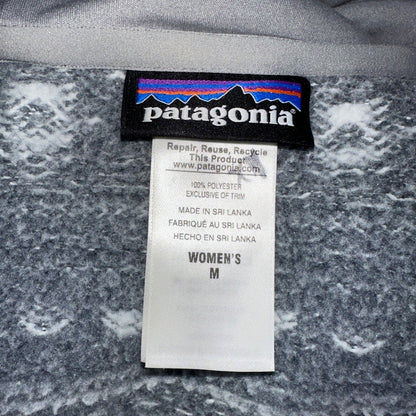 patagonia®
Repair, Reuse, Recycle
This Product
www.patagonia.com
100% POLYESTER
EXCLUSIVE OF TRIM
MADE IN SRI LANKA
FABRIQUÉ AU SRI LANKA
HECHO EN SRI LANKA
WOMEN'S
M